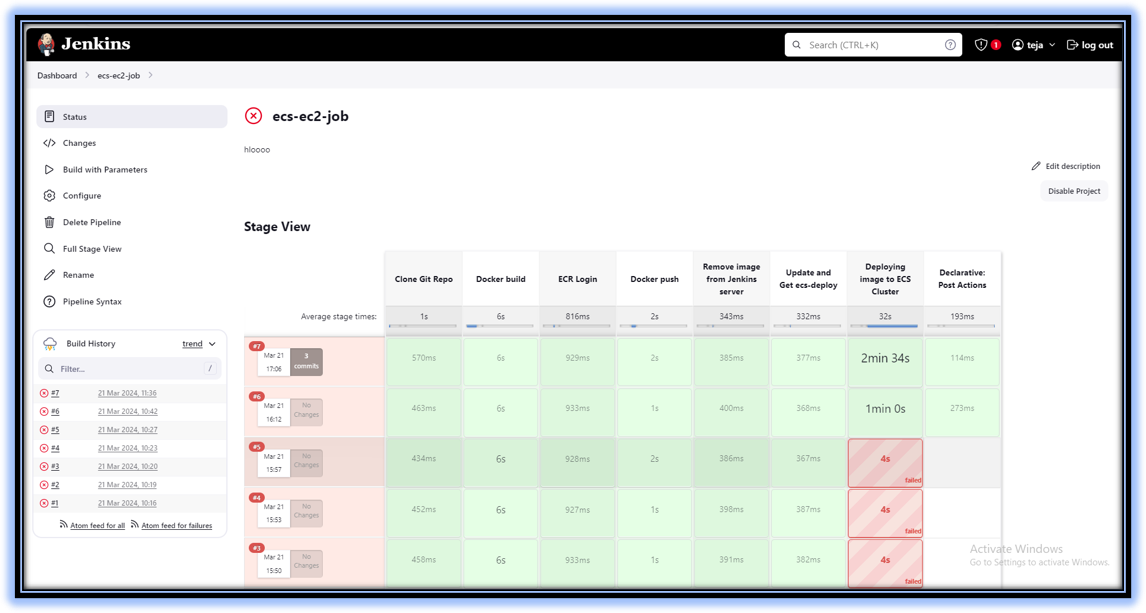 Jenkins
Search (CTRL+K)
1
teja
log out
Dashboard
ecs-ec2-job
Status
Changes
Build with Parameters
Configure
Delete Pipeline
Full Stage View
Rename
Pipeline Syntax
Build History
trend
Filter...
/
#7 21 Mar 2024, 11:36
#6 21 Mar 2024, 10:42
#5 21 Mar 2024, 10:27
#4 21 Mar 2024, 10:23
#3 21 Mar 2024, 10:20
#2 21 Mar 2024, 10:19
#1 21 Mar 2024, 10:16
Atom feed for all Atom feed for failures
ecs-ec2-job
hloooo
Edit description
Disable Project
Stage View
Clone Git Repo
Docker build
ECR Login
Docker push
Remove image
from Jenkins
server
Update and
Get ecs-deploy
Deploying
image to ECS
Cluster
Declarative:
Post Actions
Average stage times: 1s 6s 816ms 2s 343ms 332ms 32s 193ms
#7
Mar 21
17:06
3
commits
570ms 6s 929ms 2s 385ms 377ms 2min 34s 114ms
#6
Mar 21
16:12
No
Changes
463ms 6s 933ms 1s 400ms 368ms 1min 0s 273ms
#5
Mar 21
15:57
No
Changes
434ms 6s 928ms 2s 386ms 367ms 4s
failed
#4
Mar 21
15:53
No
Changes
452ms 6s 927ms 1s 398ms 387ms 4s
failed
#3
Mar 21
15:50
No
Changes
458ms 6s 933ms 1s 391ms 382ms 4s
failed
Activate Windows
Go to Settings to activate Windows.